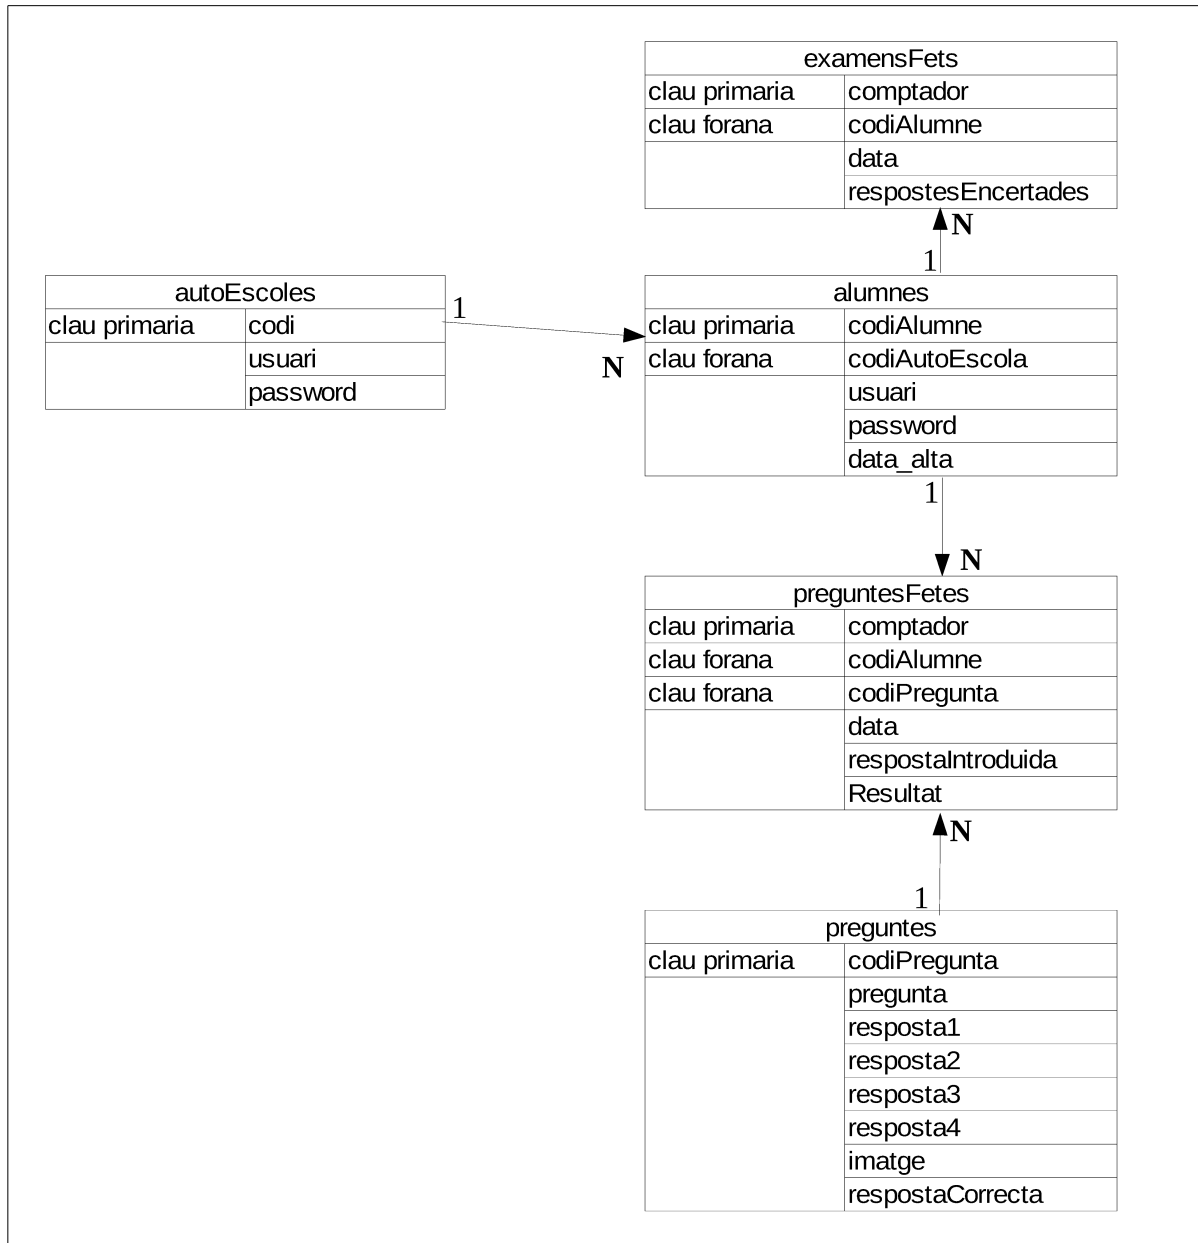 examensFets
clau primaria comptador
clau forana codiAlumne
data
respostesEncertades
N
1
autoEscoles
clau primaria codi
usuari
password
1
N
alumnes
clau primaria codiAlumne
clau forana codiAutoEscola
usuari
password
data_alta
1
N
preguntesFetes
clau primaria comptador
clau forana codiAlumne
clau forana codiPregunta
data
respostaIntroduida
Resultat
N
1
preguntes
clau primaria codiPregunta
pregunta
resposta1
resposta2
resposta3
resposta4
imatge
respostaCorrecta